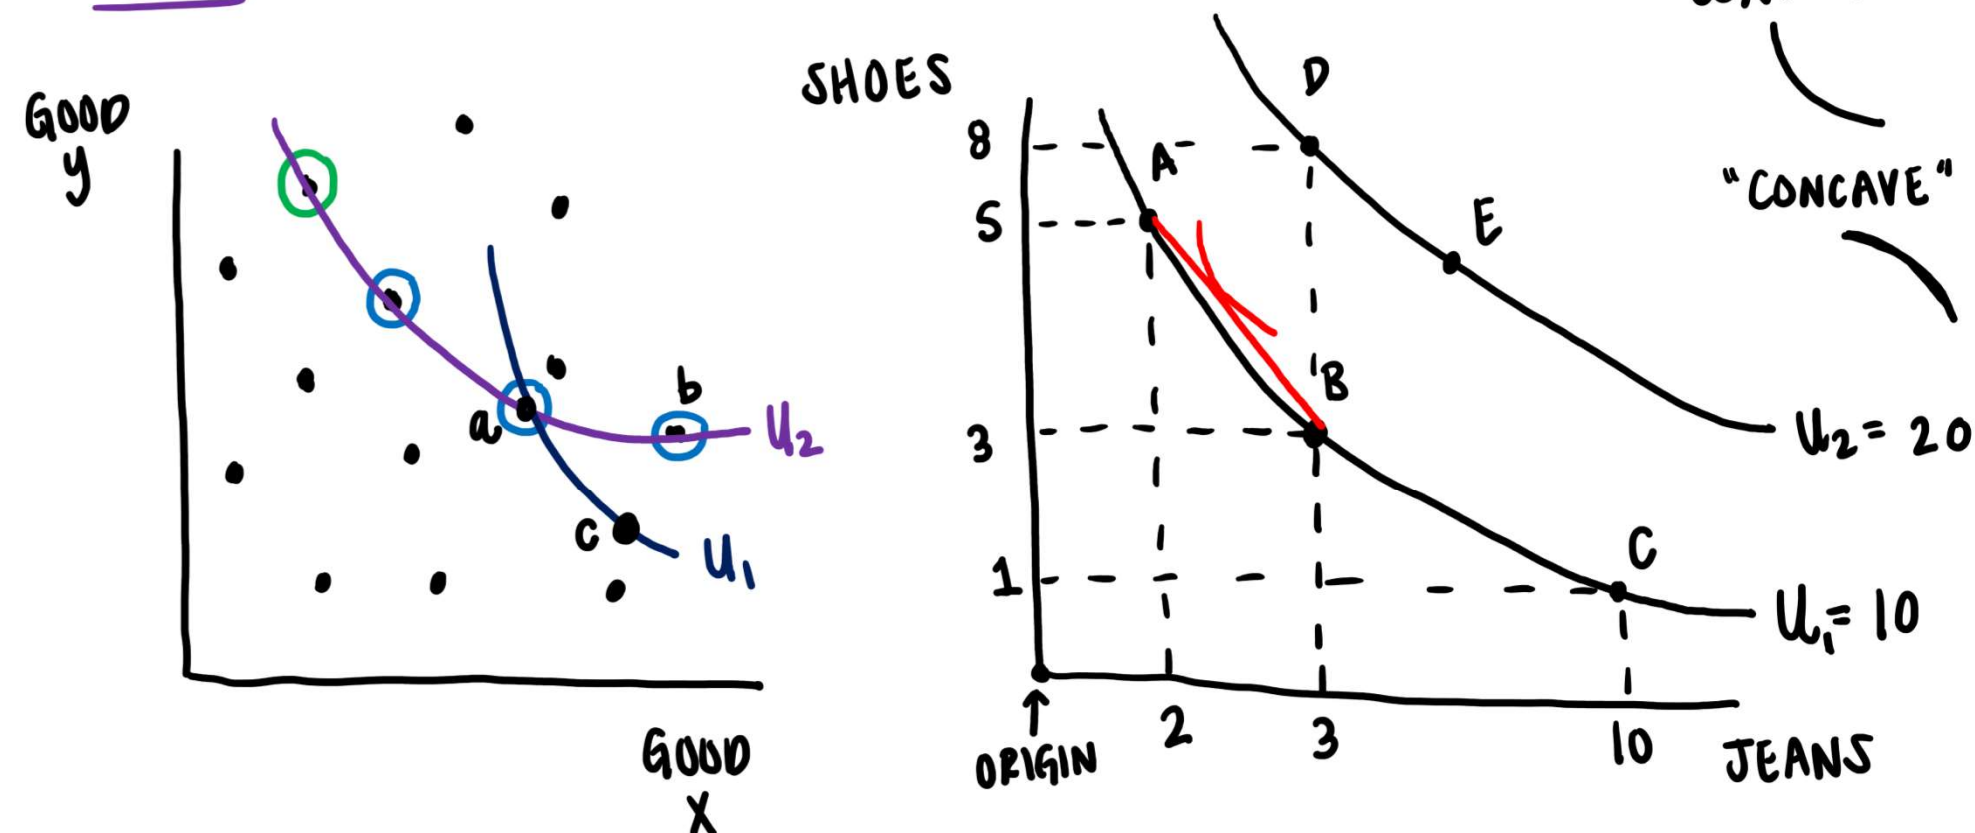 GOOD
y
a
b
c
U2
U1
GOOD
X
SHOES
8
5
3
1
A
B
C
D
E
U2 = 20
U1 = 10
ORIGIN
2
3
10
JEANS
"CONCAVE"